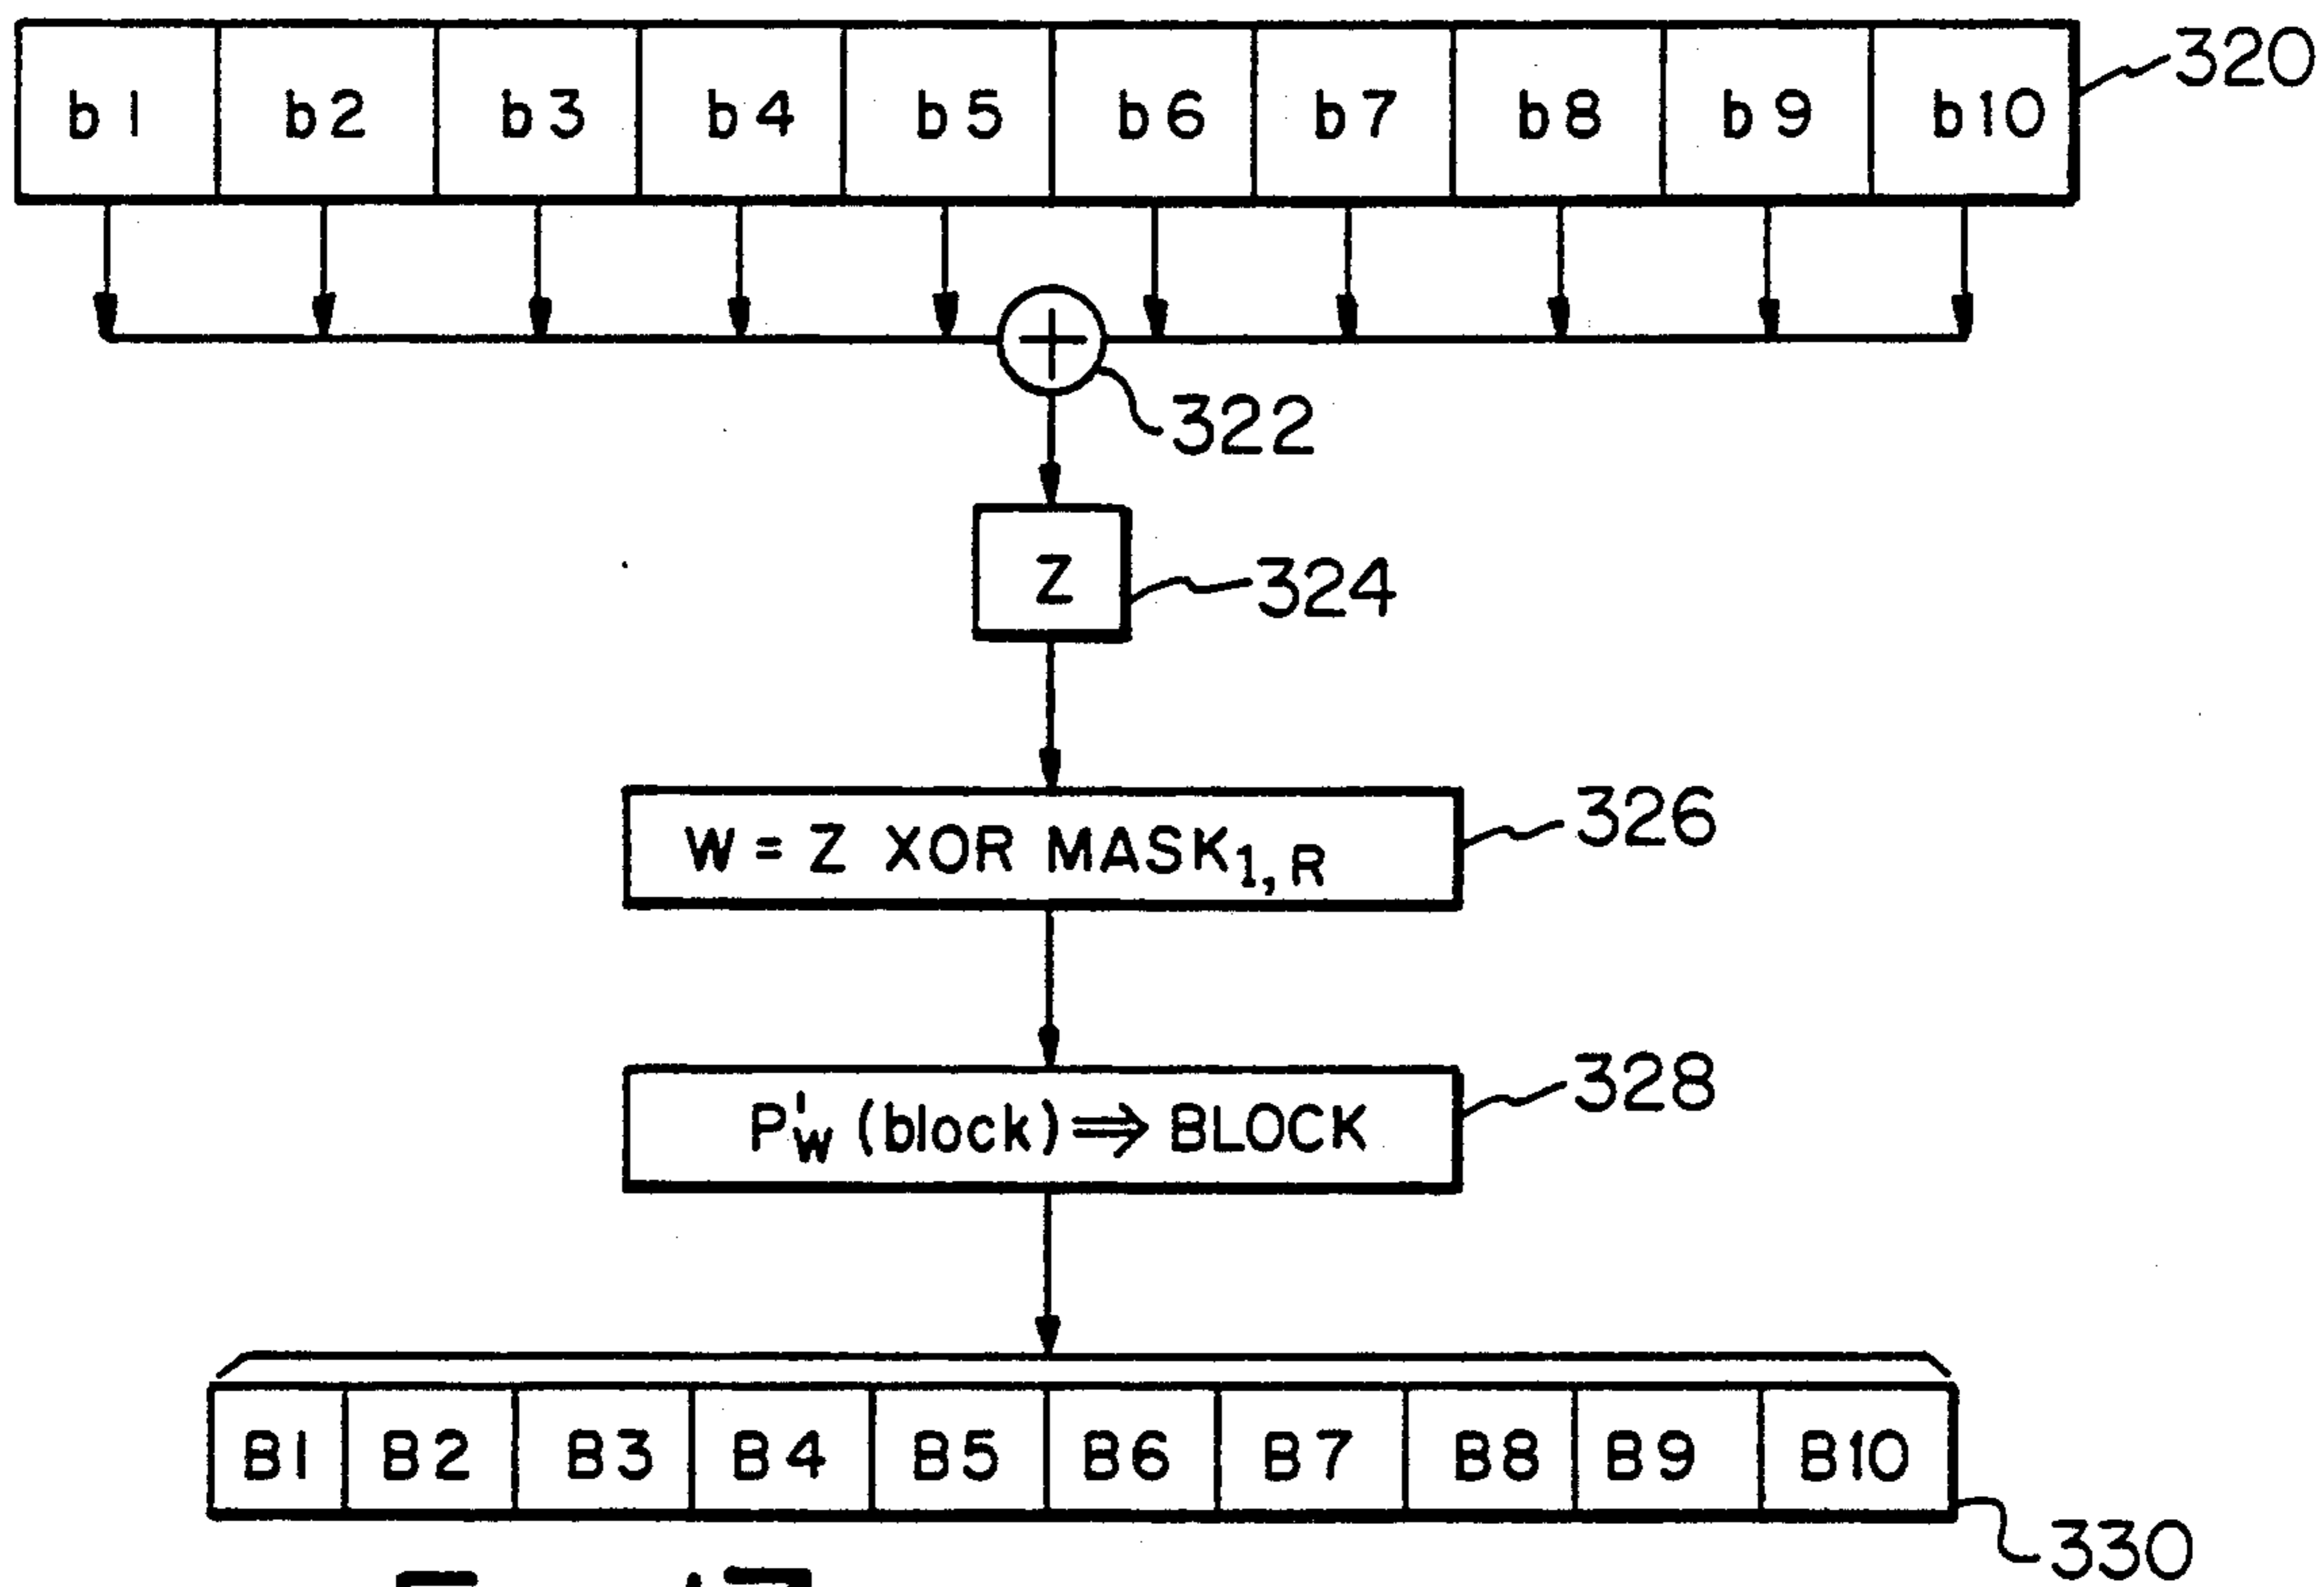 b1 b2 b3 b4 b5 b6 b7 b8 b9 b10 320
322
Z 324
W = Z XOR MASK1,R 326
P'W (block) ⇒ BLOCK 328
B1 B2 B3 B4 B5 B6 B7 B8 B9 B10
330